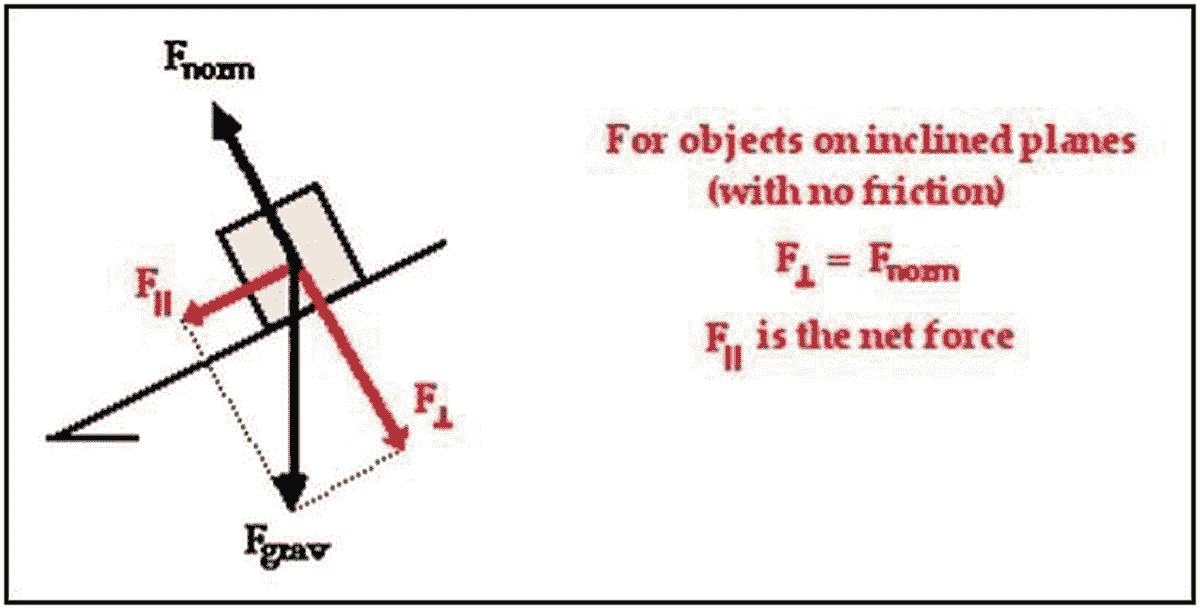 Fnorm
For objects on inclined planes
(with no friction)
F⊥ = Fnorm
F|| is the net force
F||
F⊥
Fgrav